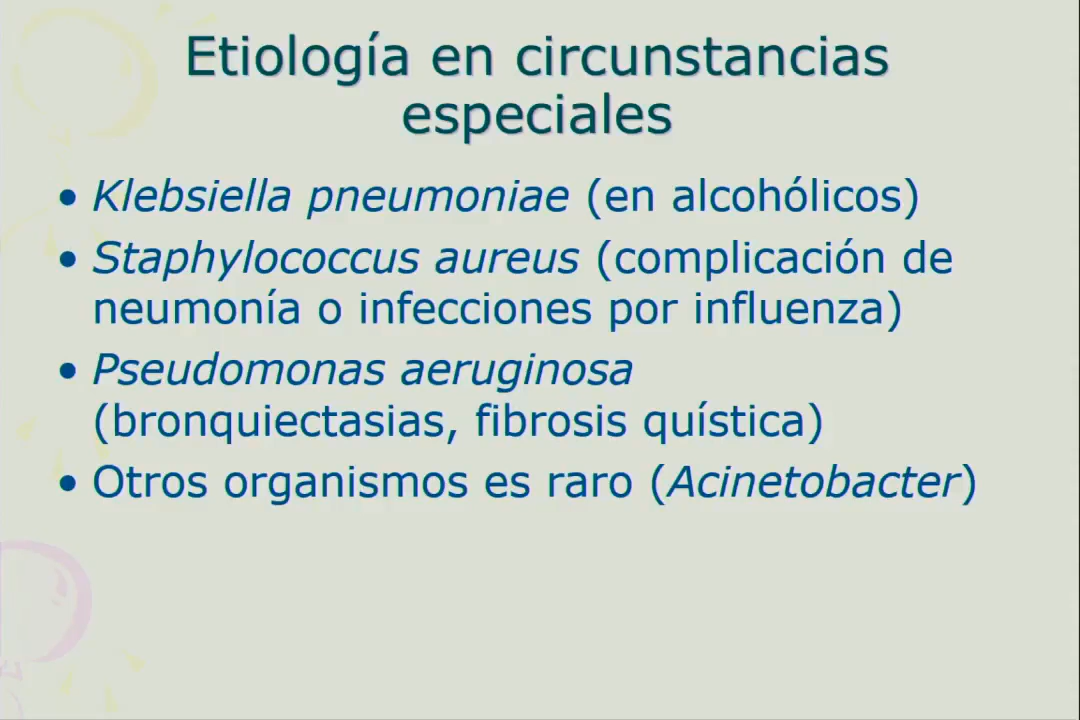 Etiología en circunstancias
especiales
• Klebsiella pneumoniae (en alcohólicos)
• Staphylococcus aureus (complicación de
neumonía o infecciones por influenza)
• Pseudomonas aeruginosa
(bronquiectasias, fibrosis quística)
• Otros organismos es raro (Acinetobacter)